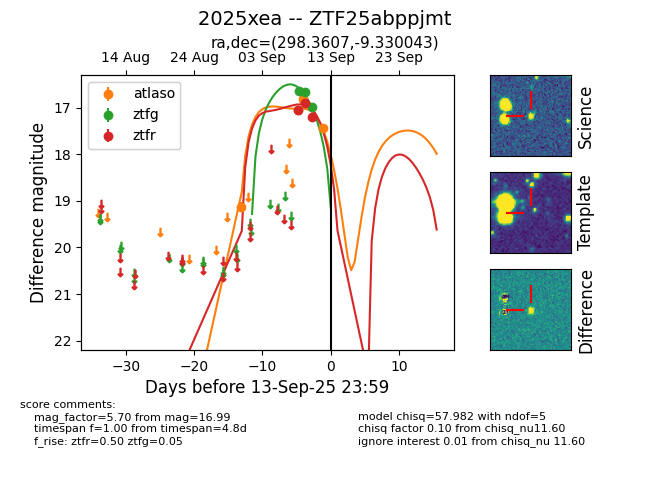 2025xea -- ZTF25abppjmt
ra,dec=(298.3607,-9.330043)
14 Aug 24 Aug 03 Sep 13 Sep 23 Sep
atlaso
ztfg
ztfr
17
18
19
20
21
22
Difference magnitude
−30 −20 −10 0 10
Days before 13-Sep-25 23:59
Science
Template
Difference
score comments:
mag_factor=5.70 from mag=16.99
timespan f=1.00 from timespan=4.8d
f_rise: ztfr=0.50 ztfg=0.05
model chisq=57.982 with ndof=5
chisq factor 0.10 from chisq_nu11.60
ignore interest 0.01 from chisq_nu 11.60